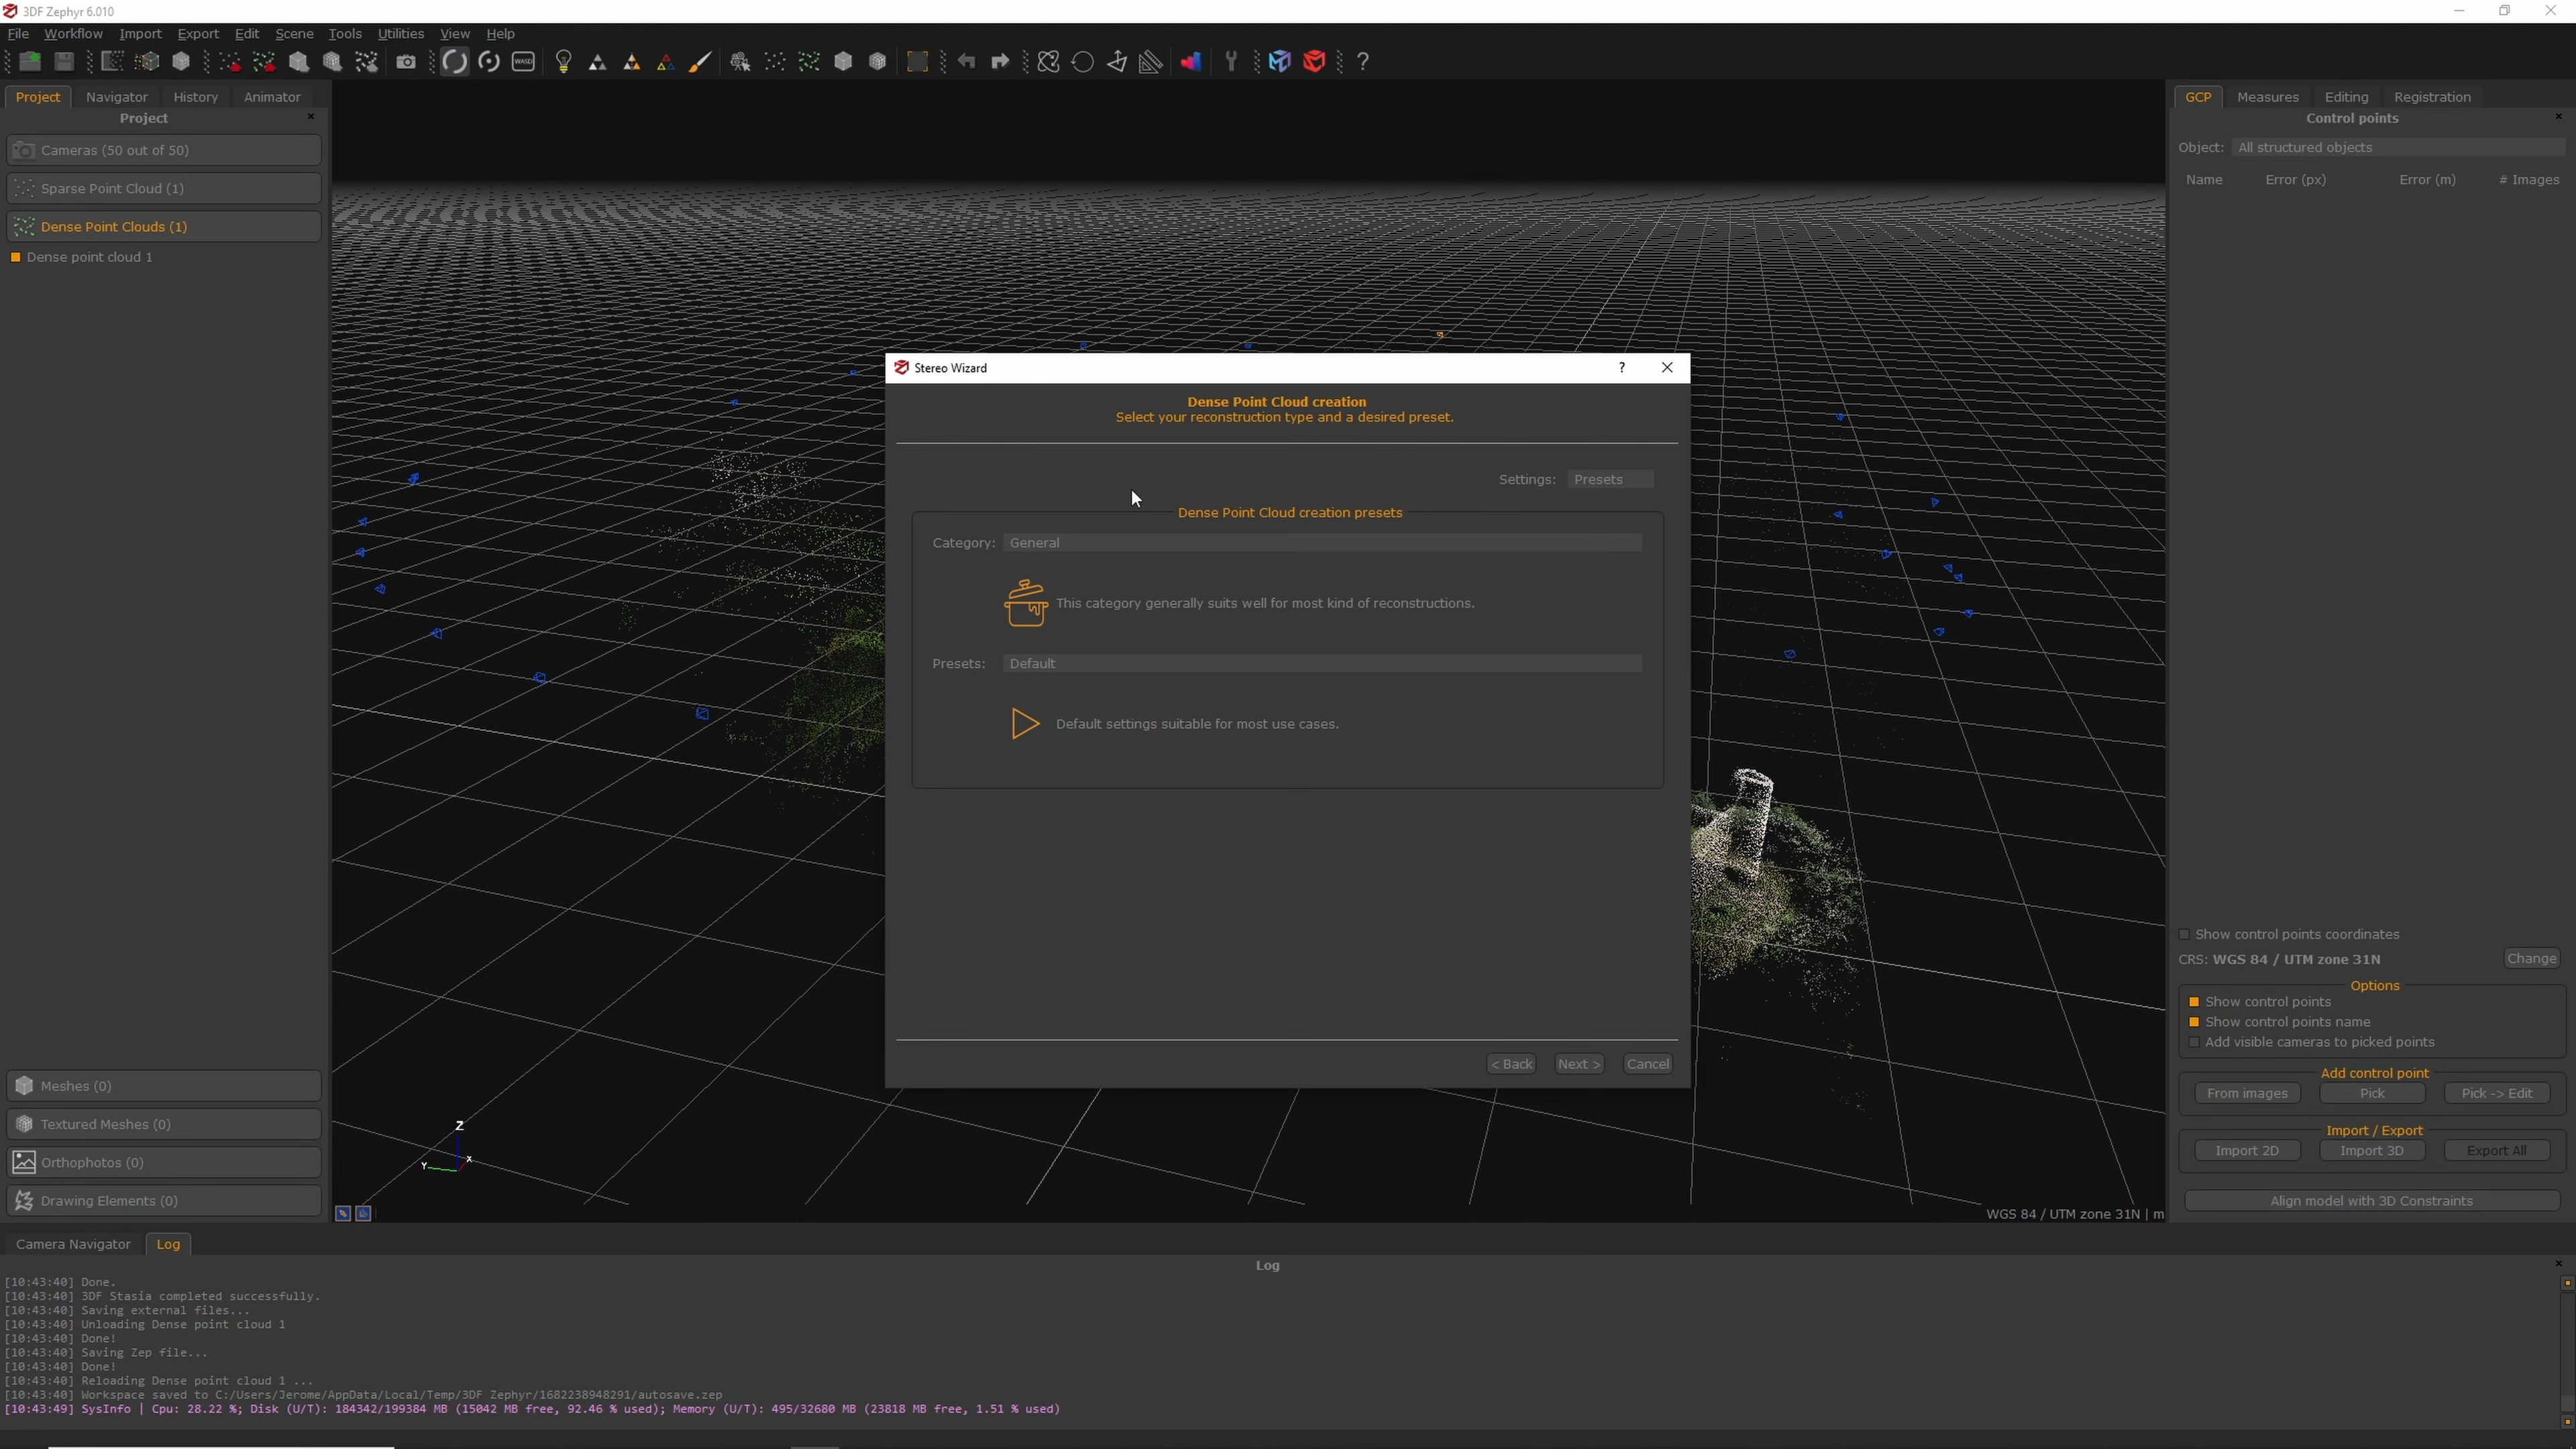 3DF Zephyr 6.010
File Workflow Import Export Edit Scene Tools Utilities View Help
WASD
Project Navigator History Animator
Project
Cameras (50 out of 50)
Sparse Point Cloud (1)
Dense Point Clouds (1)
Dense point cloud 1
Meshes (0)
Textured Meshes (0)
Orthophotos (0)
Drawing Elements (0)
Z
Y
X
WGS 84 / UTM zone 31N | m
Stereo Wizard
?
Dense Point Cloud creation
Select your reconstruction type and a desired preset.
Settings: Presets
Dense Point Cloud creation presets
Category: General
This category generally suits well for most kind of reconstructions.
Presets: Default
Default settings suitable for most use cases.
< Back Next > Cancel
GCP Measures Editing Registration
Control points
Object: All structured objects
Name Error (px) Error (m) # Images
Show control points coordinates
CRS: WGS 84 / UTM zone 31N Change
Options
Show control points
Show control points name
Add visible cameras to picked points
Add control point
From images Pick Pick -> Edit
Import / Export
Import 2D Import 3D Export All
Align model with 3D Constraints
Camera Navigator Log
Log
[10:43:40] Done.
[10:43:40] 3DF Stasia completed successfully.
[10:43:40] Saving external files...
[10:43:40] Unloading Dense point cloud 1
[10:43:40] Done!
[10:43:40] Saving Zep file...
[10:43:40] Done!
[10:43:40] Reloading Dense point cloud 1 ...
[10:43:40] Workspace saved to C:/Users/Jerome/AppData/Local/Temp/3DF Zephyr/1682238948291/autosave.zep
[10:43:49] SysInfo | Cpu: 28.22 %; Disk (U/T): 184342/199384 MB (15042 MB free, 92.46 % used); Memory (U/T): 495/32680 MB (23818 MB free, 1.51 % used)